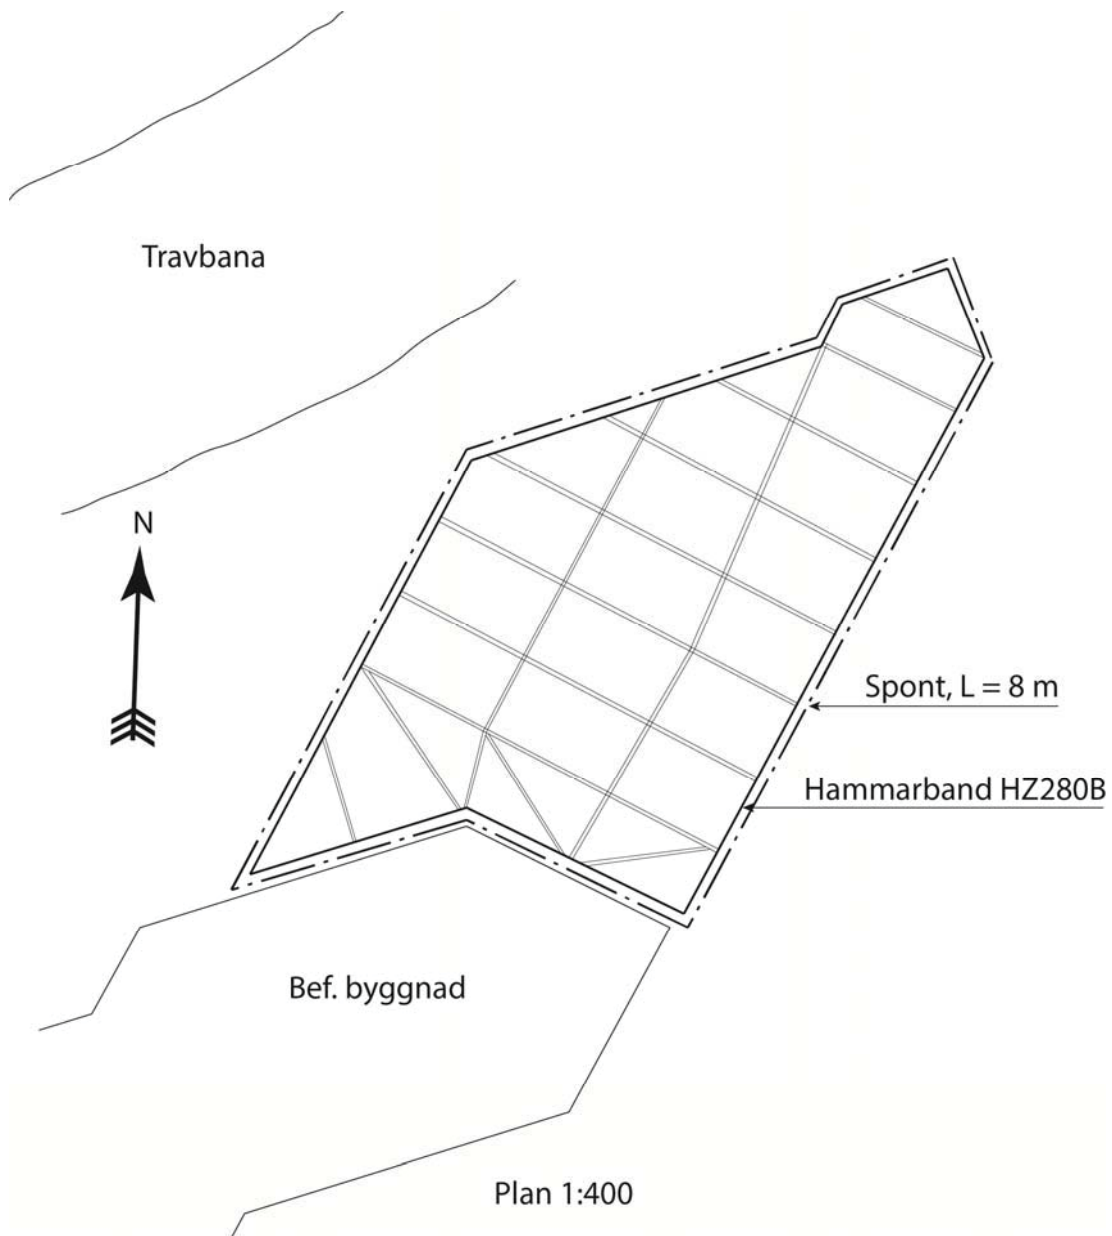 Travbana
N
Spont, L = 8 m
Hammarband HZ280B
Bef. byggnad
Plan 1:400